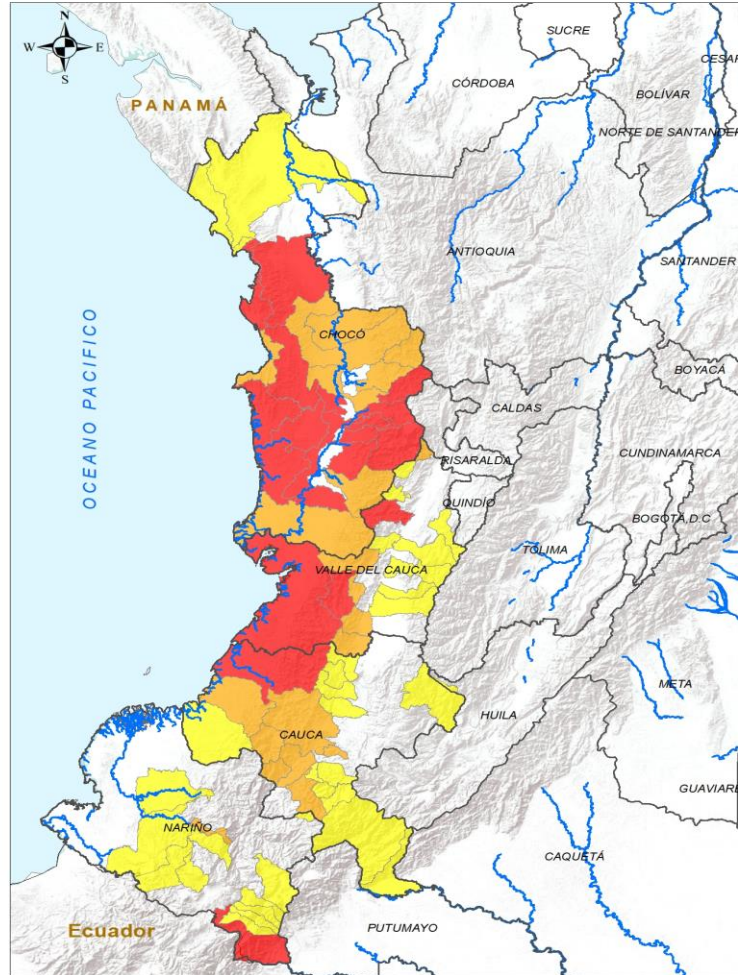 N
W E
S
SUCRE
CESAR
CÓRDOBA
BOLÍVAR
PANAMÁ
NORTE DE SANTANDER
ANTIOQUIA
SANTANDER
OCEANO PACIFICO
CHOCÓ
BOYACÁ
CALDAS
CUNDINAMARCA
RISARALDA
QUINDÍO
BOGOTÁ,D.C
TOLIMA
VALLE DEL CAUCA
META
HUILA
CAUCA
GUAVIARE
NARIÑO
CAQUETÁ
PUTUMAYO
Ecuador